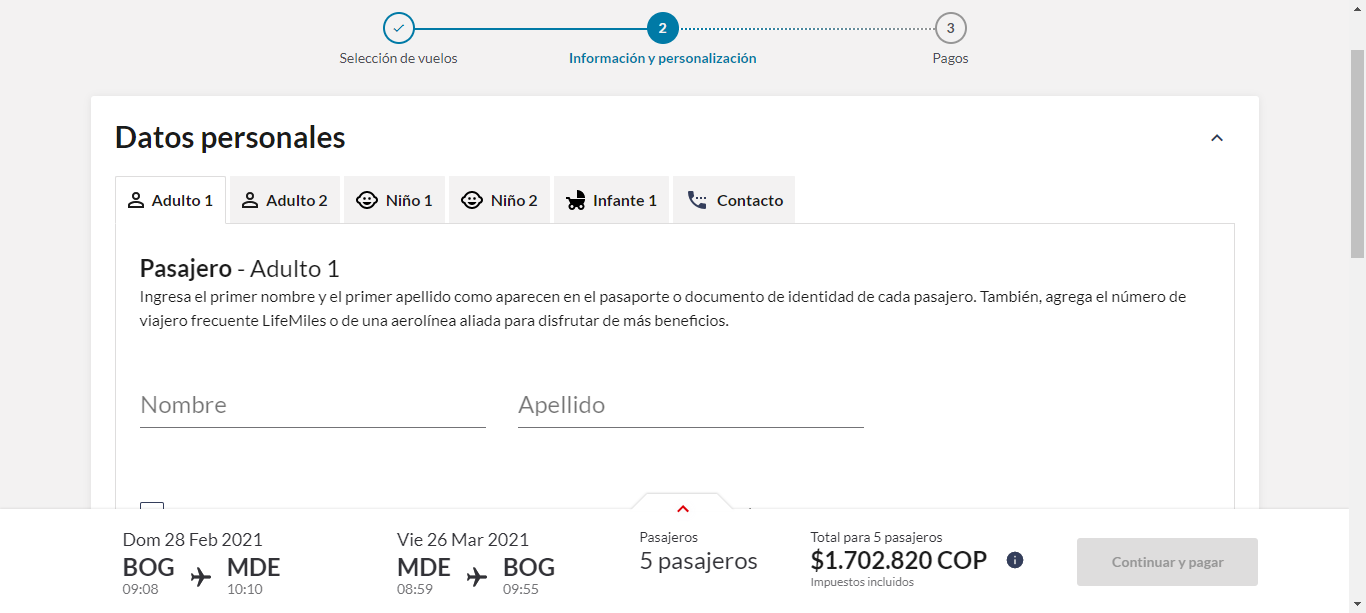 2
3
Selección de vuelos
Información y personalización
Pagos
Datos personales
Adulto 1
Adulto 2
Niño 1
Niño 2
Infante 1
Contacto
Pasajero - Adulto 1
Ingresa el primer nombre y el primer apellido como aparecen en el pasaporte o documento de identidad de cada pasajero. También, agrega el número de
viajero frecuente LifeMiles o de una aerolínea aliada para disfrutar de más beneficios.
Nombre
Apellido
Dom 28 Feb 2021
BOG
MDE
09:08
10:10
Vie 26 Mar 2021
MDE
BOG
08:59
09:55
Pasajeros
5 pasajeros
Total para 5 pasajeros
$1.702.820 COP
Impuestos incluidos
Continuar y pagar